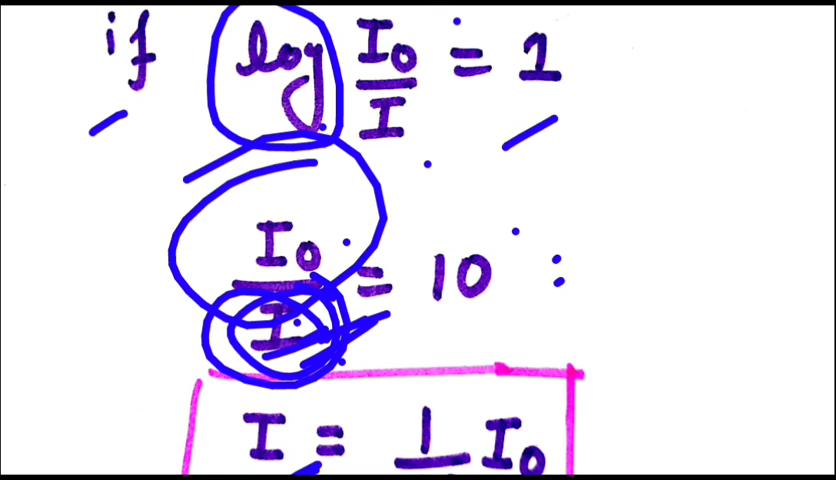 if log I₀/I = 1
I₀/I = 10
I = 1/ I₀